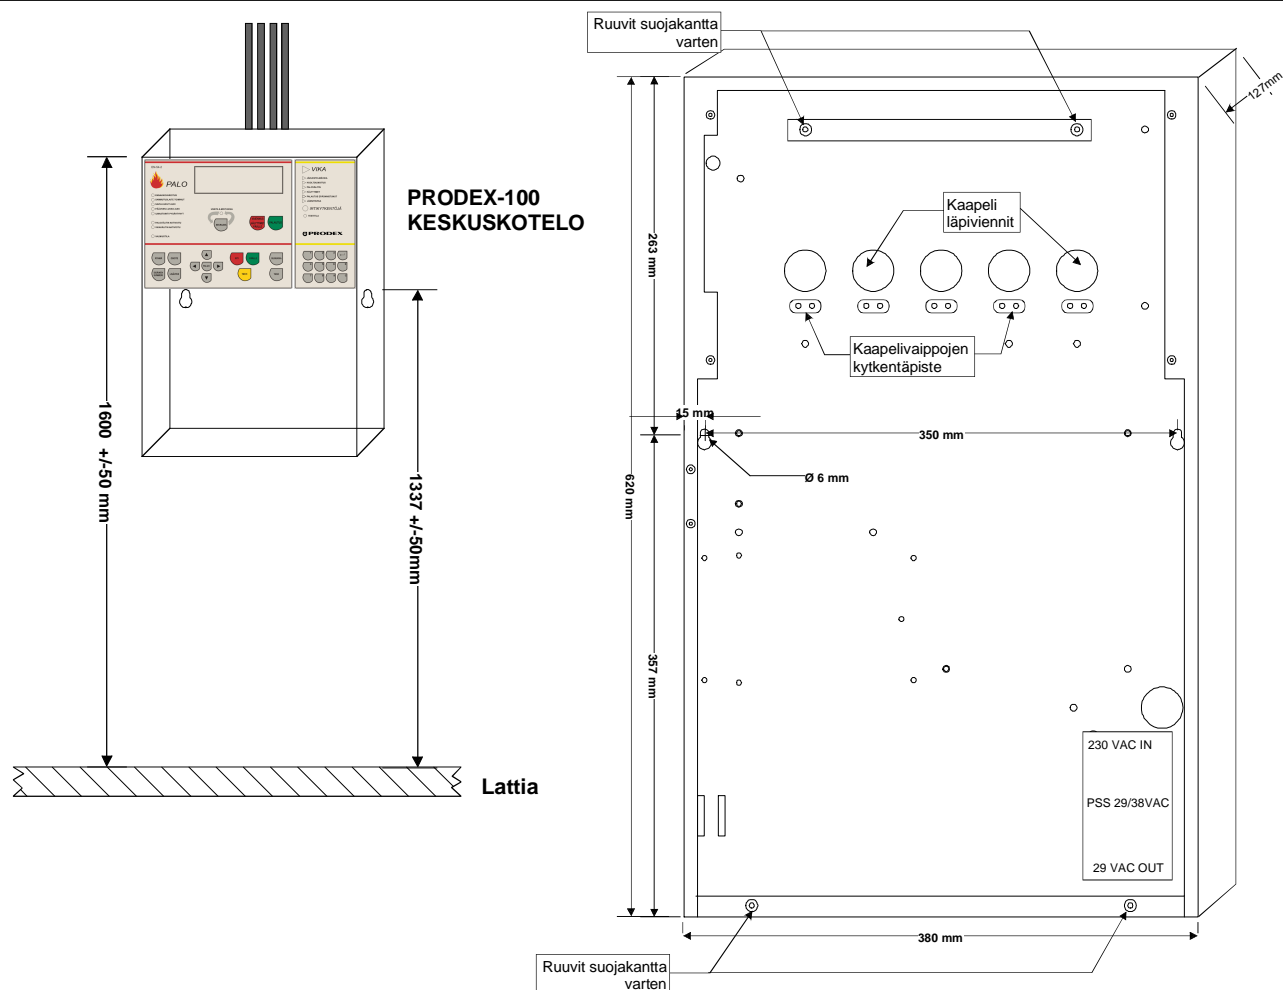 Ruuvit suojakantta
varten
127mm
PALO
VIKA
PRODEX
PRODEX-100
KESKUSKOTELO
Kaapeli
läpiviennit
263 mm
Kaapelivaippojen
kytkentäpiste
15 mm
350 mm
Ø 6 mm
620 mm
1600 +/-50 mm
1337 +/-50mm
357 mm
230 VAC IN
PSS 29/38VAC
29 VAC OUT
Lattia
380 mm
Ruuvit suojakantta
varten